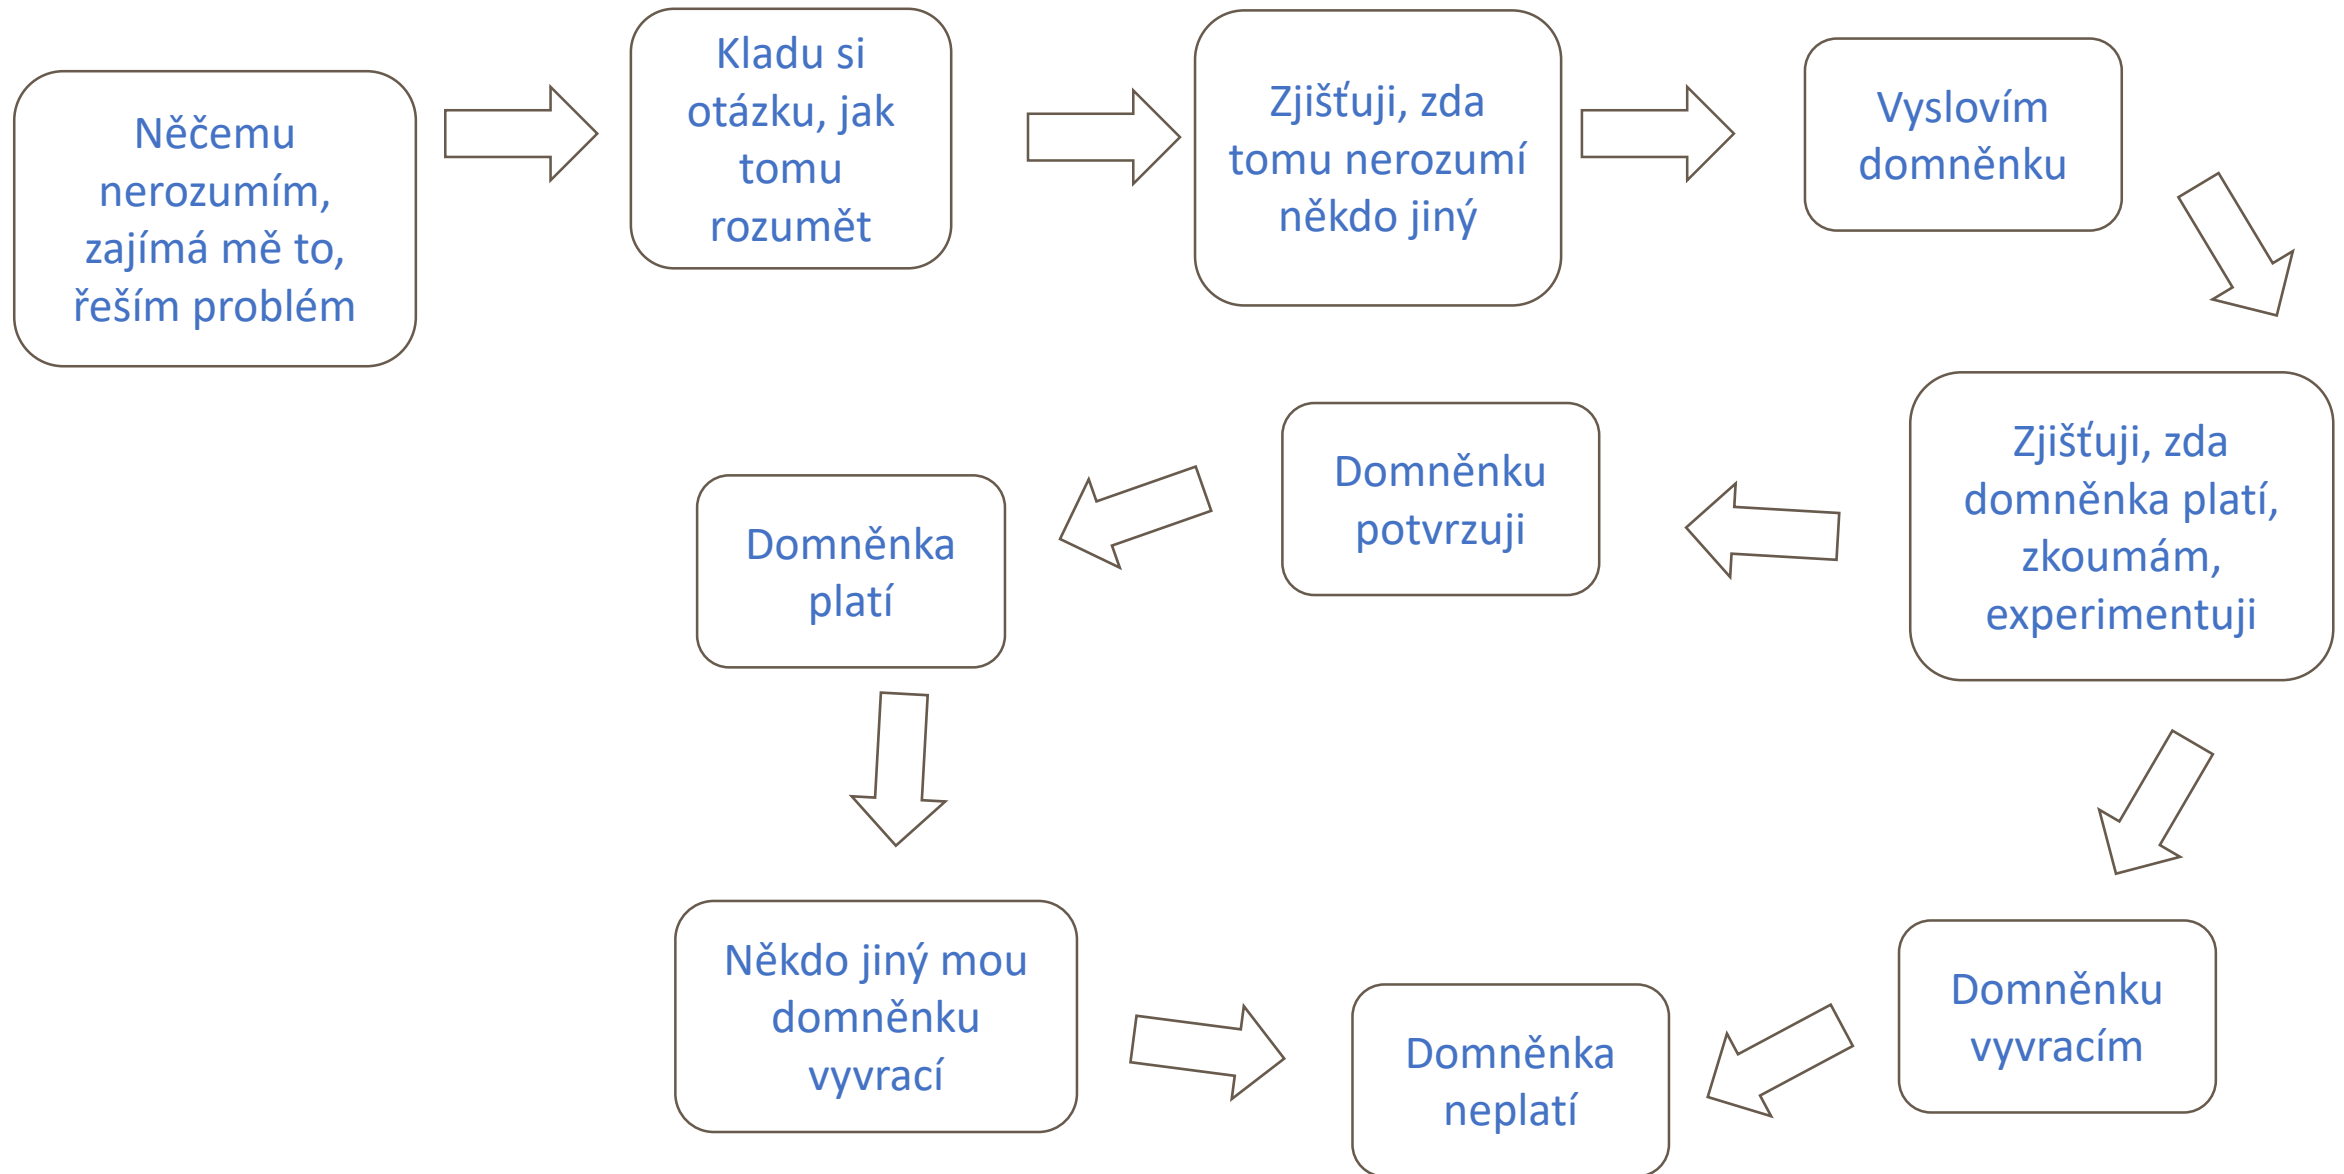 Něčemu
nerozumím,
zajímá mě to,
řeším problém
Kladu si
otázku, jak
tomu
rozumět
Zjišťuji, zda
tomu nerozumí
někdo jiný
Vyslovím
domněnku
Zjišťuji, zda
domněnka platí,
zkoumám,
experimentuji
Domněnku
potvrzuji
Domněnka
platí
Někdo jiný mou
domněnku
vyvrací
Domněnku
vyvracím
Domněnka
neplatí